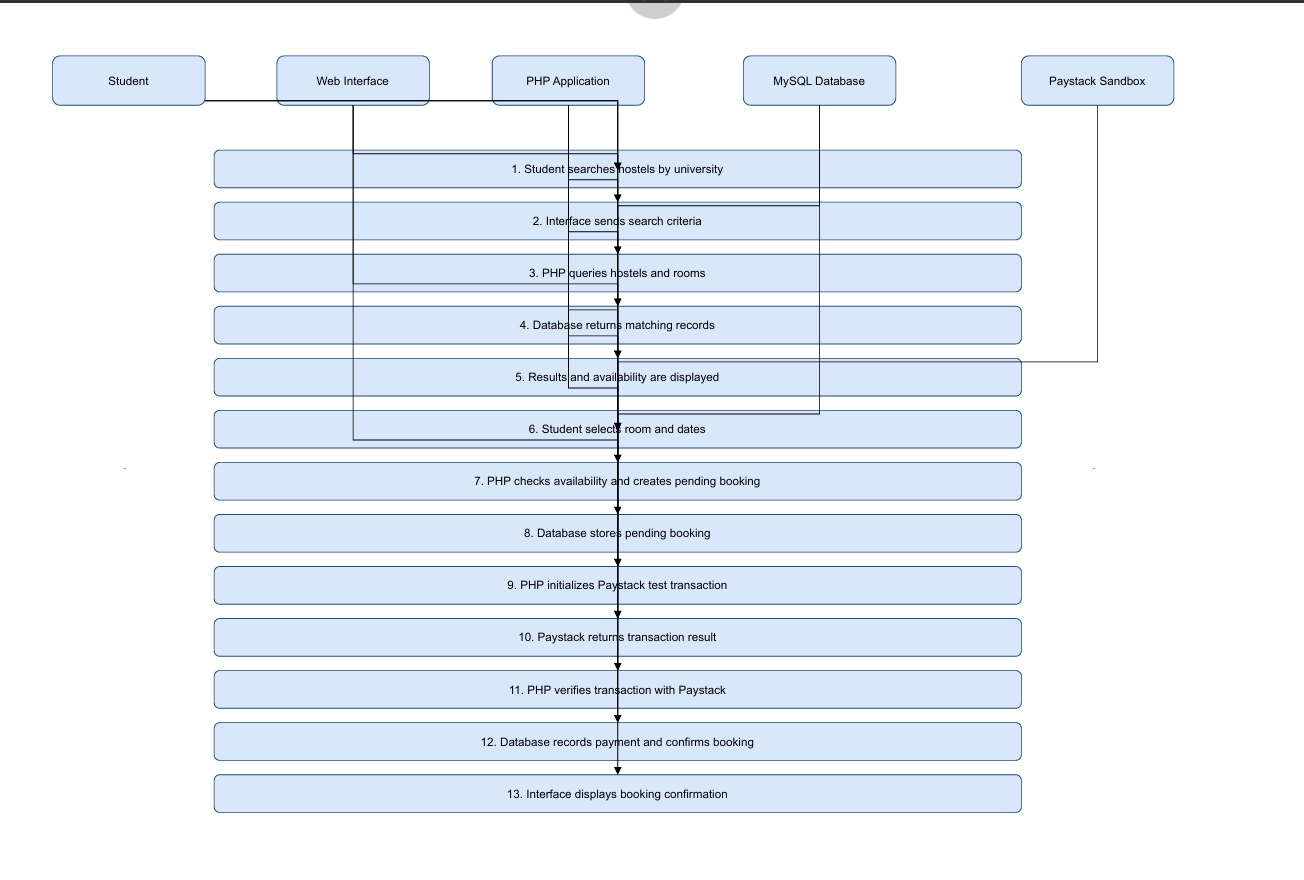 Student
Web Interface
PHP Application
MySQL Database
Paystack Sandbox
1. Student searches hostels by university
2. Interface sends search criteria
3. PHP queries hostels and rooms
4. Database returns matching records
5. Results and availability are displayed
6. Student selects room and dates
7. PHP checks availability and creates pending booking
8. Database stores pending booking
9. PHP initializes Paystack test transaction
10. Paystack returns transaction result
11. PHP verifies transaction with Paystack
12. Database records payment and confirms booking
13. Interface displays booking confirmation